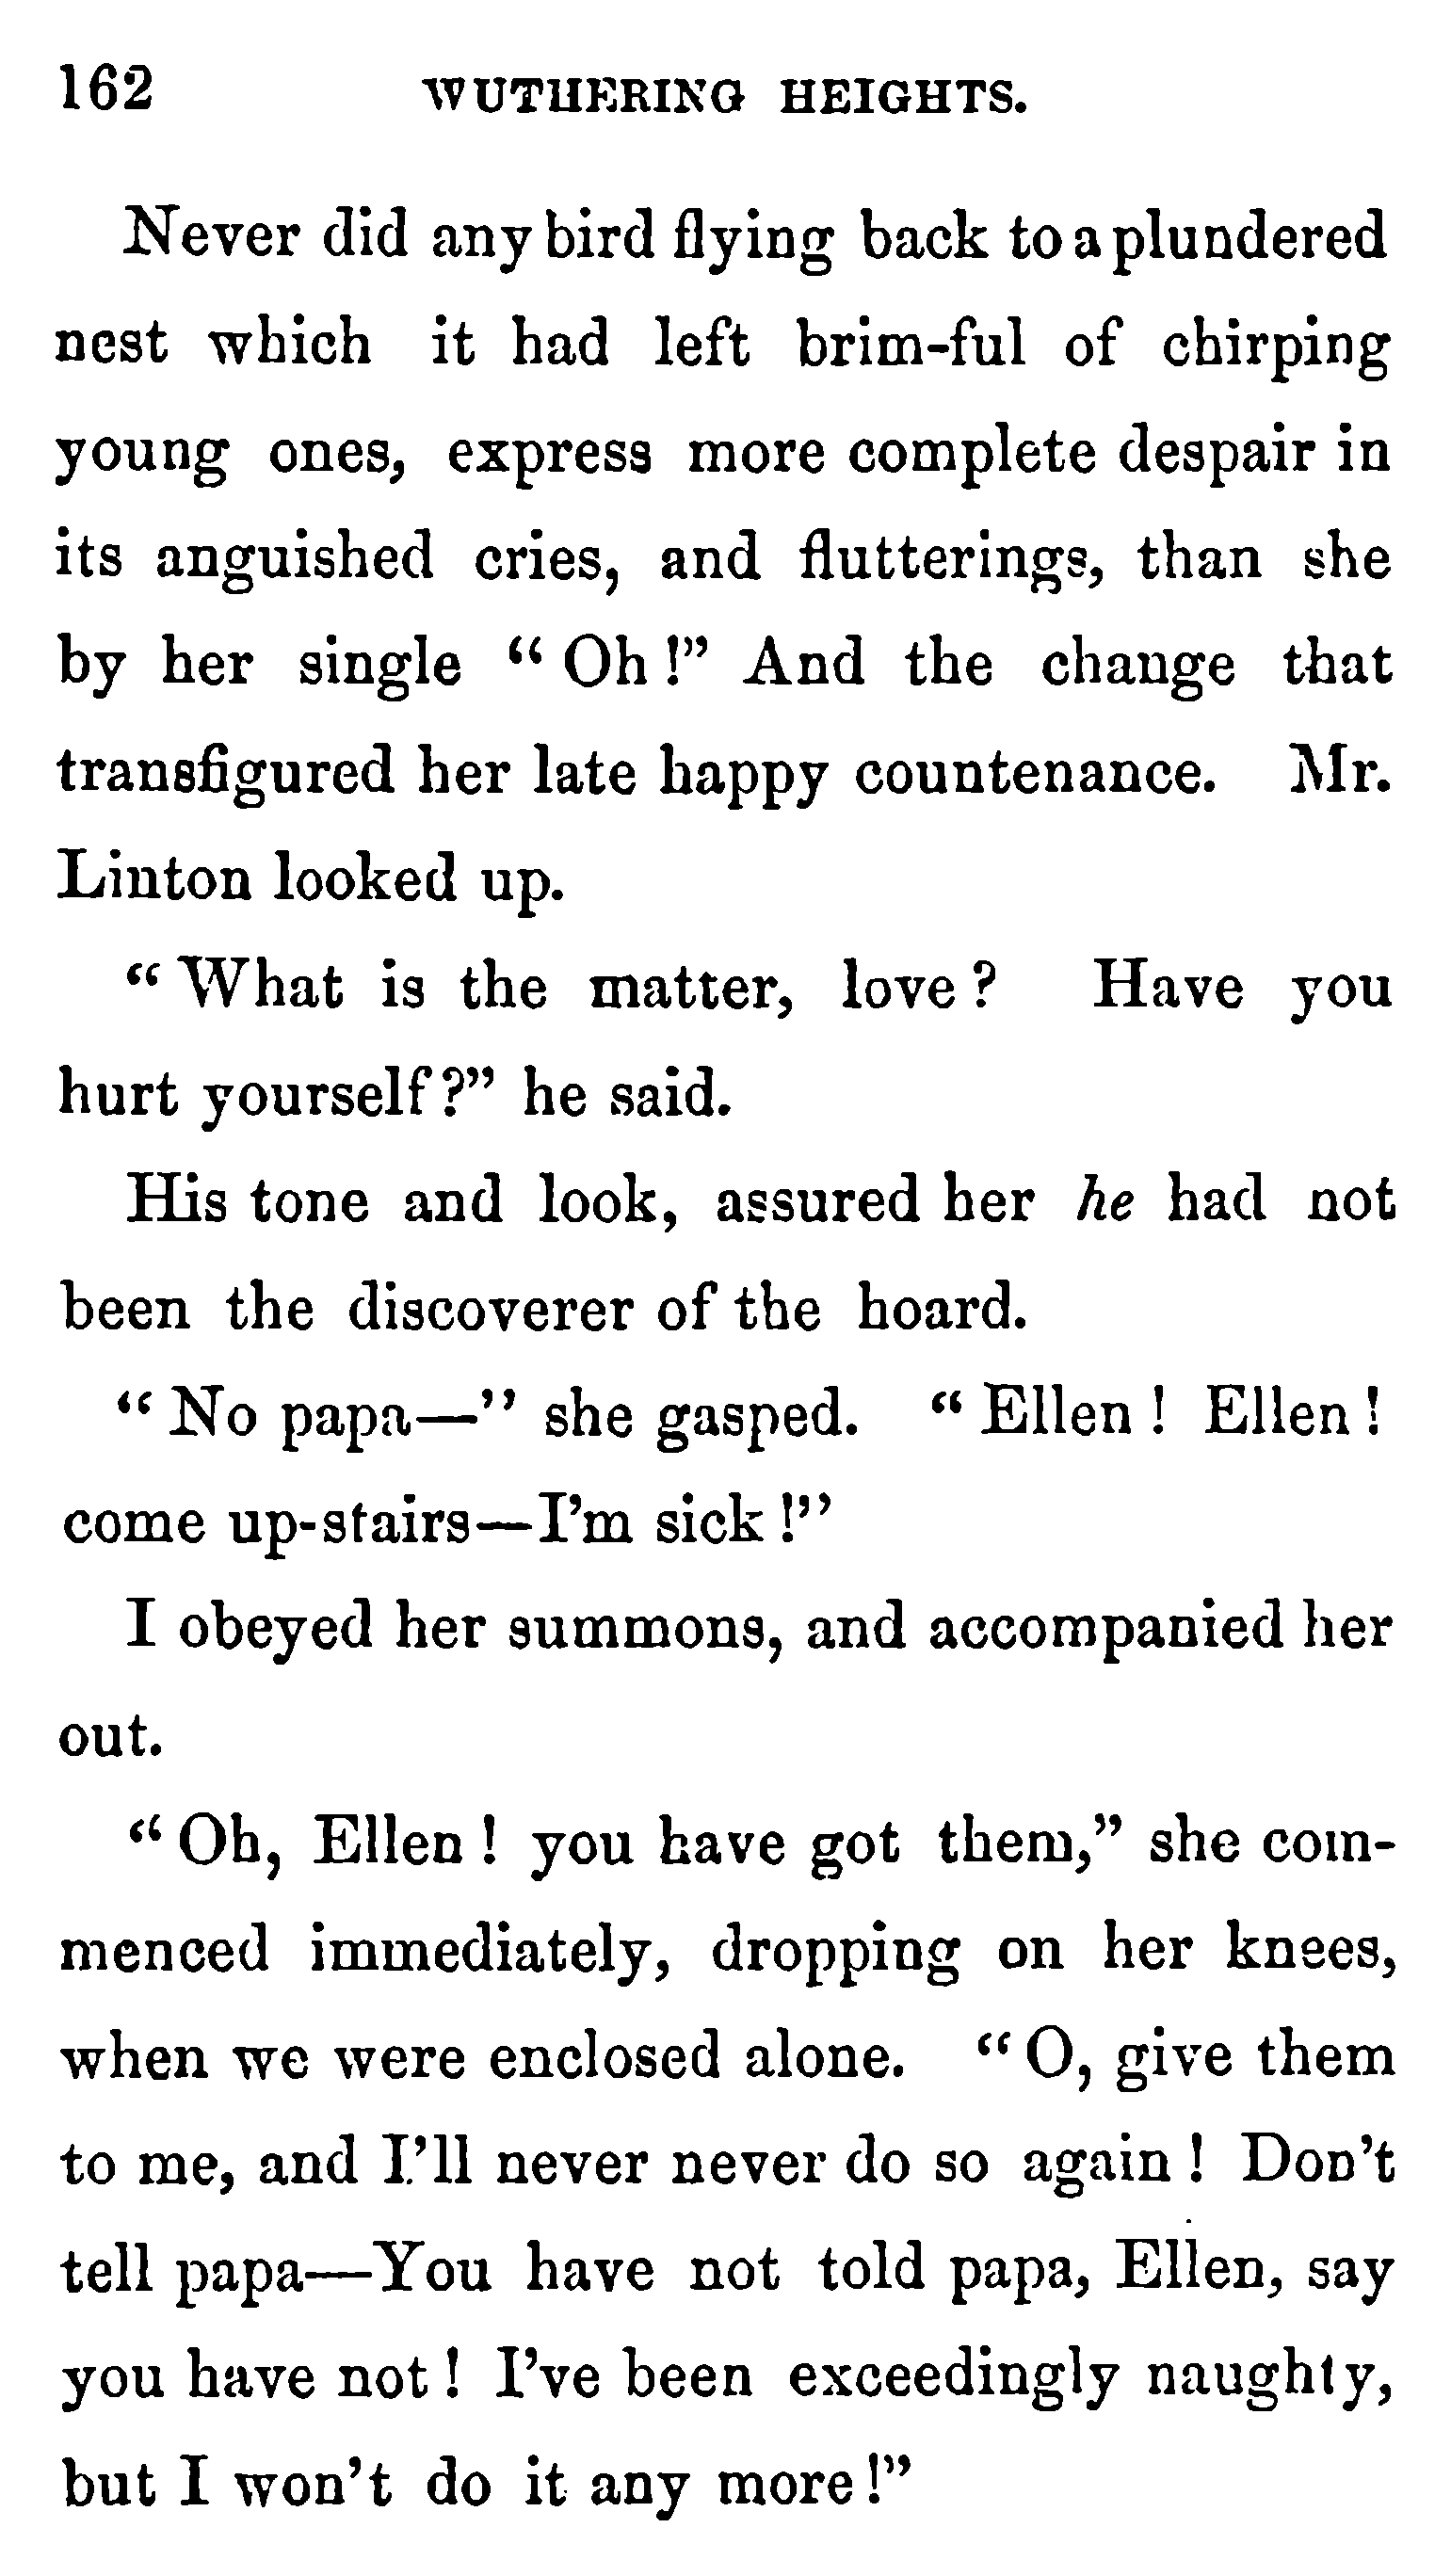 162 WUTHERING HEIGHTS.
Never did any bird flying back to a plundered
nest which it had left brim-ful of chirping
young ones, express more complete despair in
its anguished cries, and flutterings, than she
by her single “Oh!” And the change that
transfigured her late happy countenance. Mr.
Linton looked up.
“What is the matter, love? Have you
hurt yourself?” he said.
His tone and look, assured her he had not
been the discoverer of the hoard.
“No papa—” she gasped. “Ellen! Ellen!
come up-stairs—I’m sick!”
I obeyed her summons, and accompanied her
out.
“Oh, Ellen! you have got them,” she com-
menced immediately, dropping on her knees,
when we were enclosed alone. “O, give them
to me, and I’ll never never do so again! Don’t
tell papa—You have not told papa, Ellen, say
you have not! I’ve been exceedingly naughty,
but I won’t do it any more!”